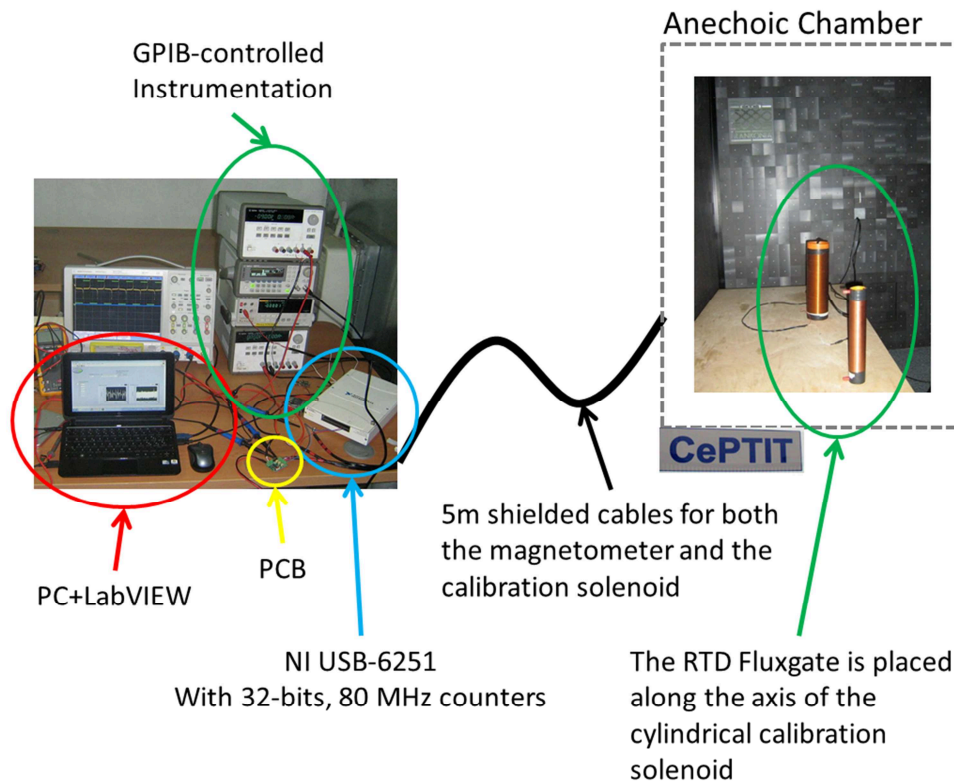 Anechoic Chamber
GPIB-controlled
Instrumentation
CePTIT
5m shielded cables for both
the magnetometer and the
calibration solenoid
PCB
PC+LabVIEW
NI USB-6251
With 32-bits, 80 MHz counters
The RTD Fluxgate is placed
along the axis of the
cylindrical calibration
solenoid